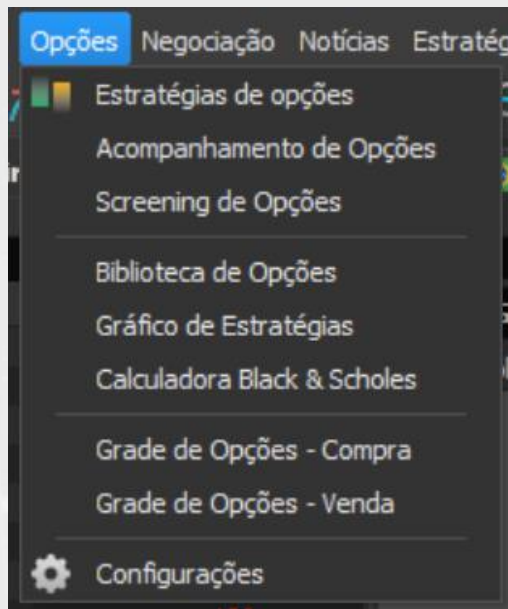 Opções Negociação Notícias
Estratégias de opções
Acompanhamento de Opções
Screening de Opções
Biblioteca de Opções
Gráfico de Estratégias
Calculadora Black & Scholes
Grade de Opções - Compra
Grade de Opções - Venda
Configurações